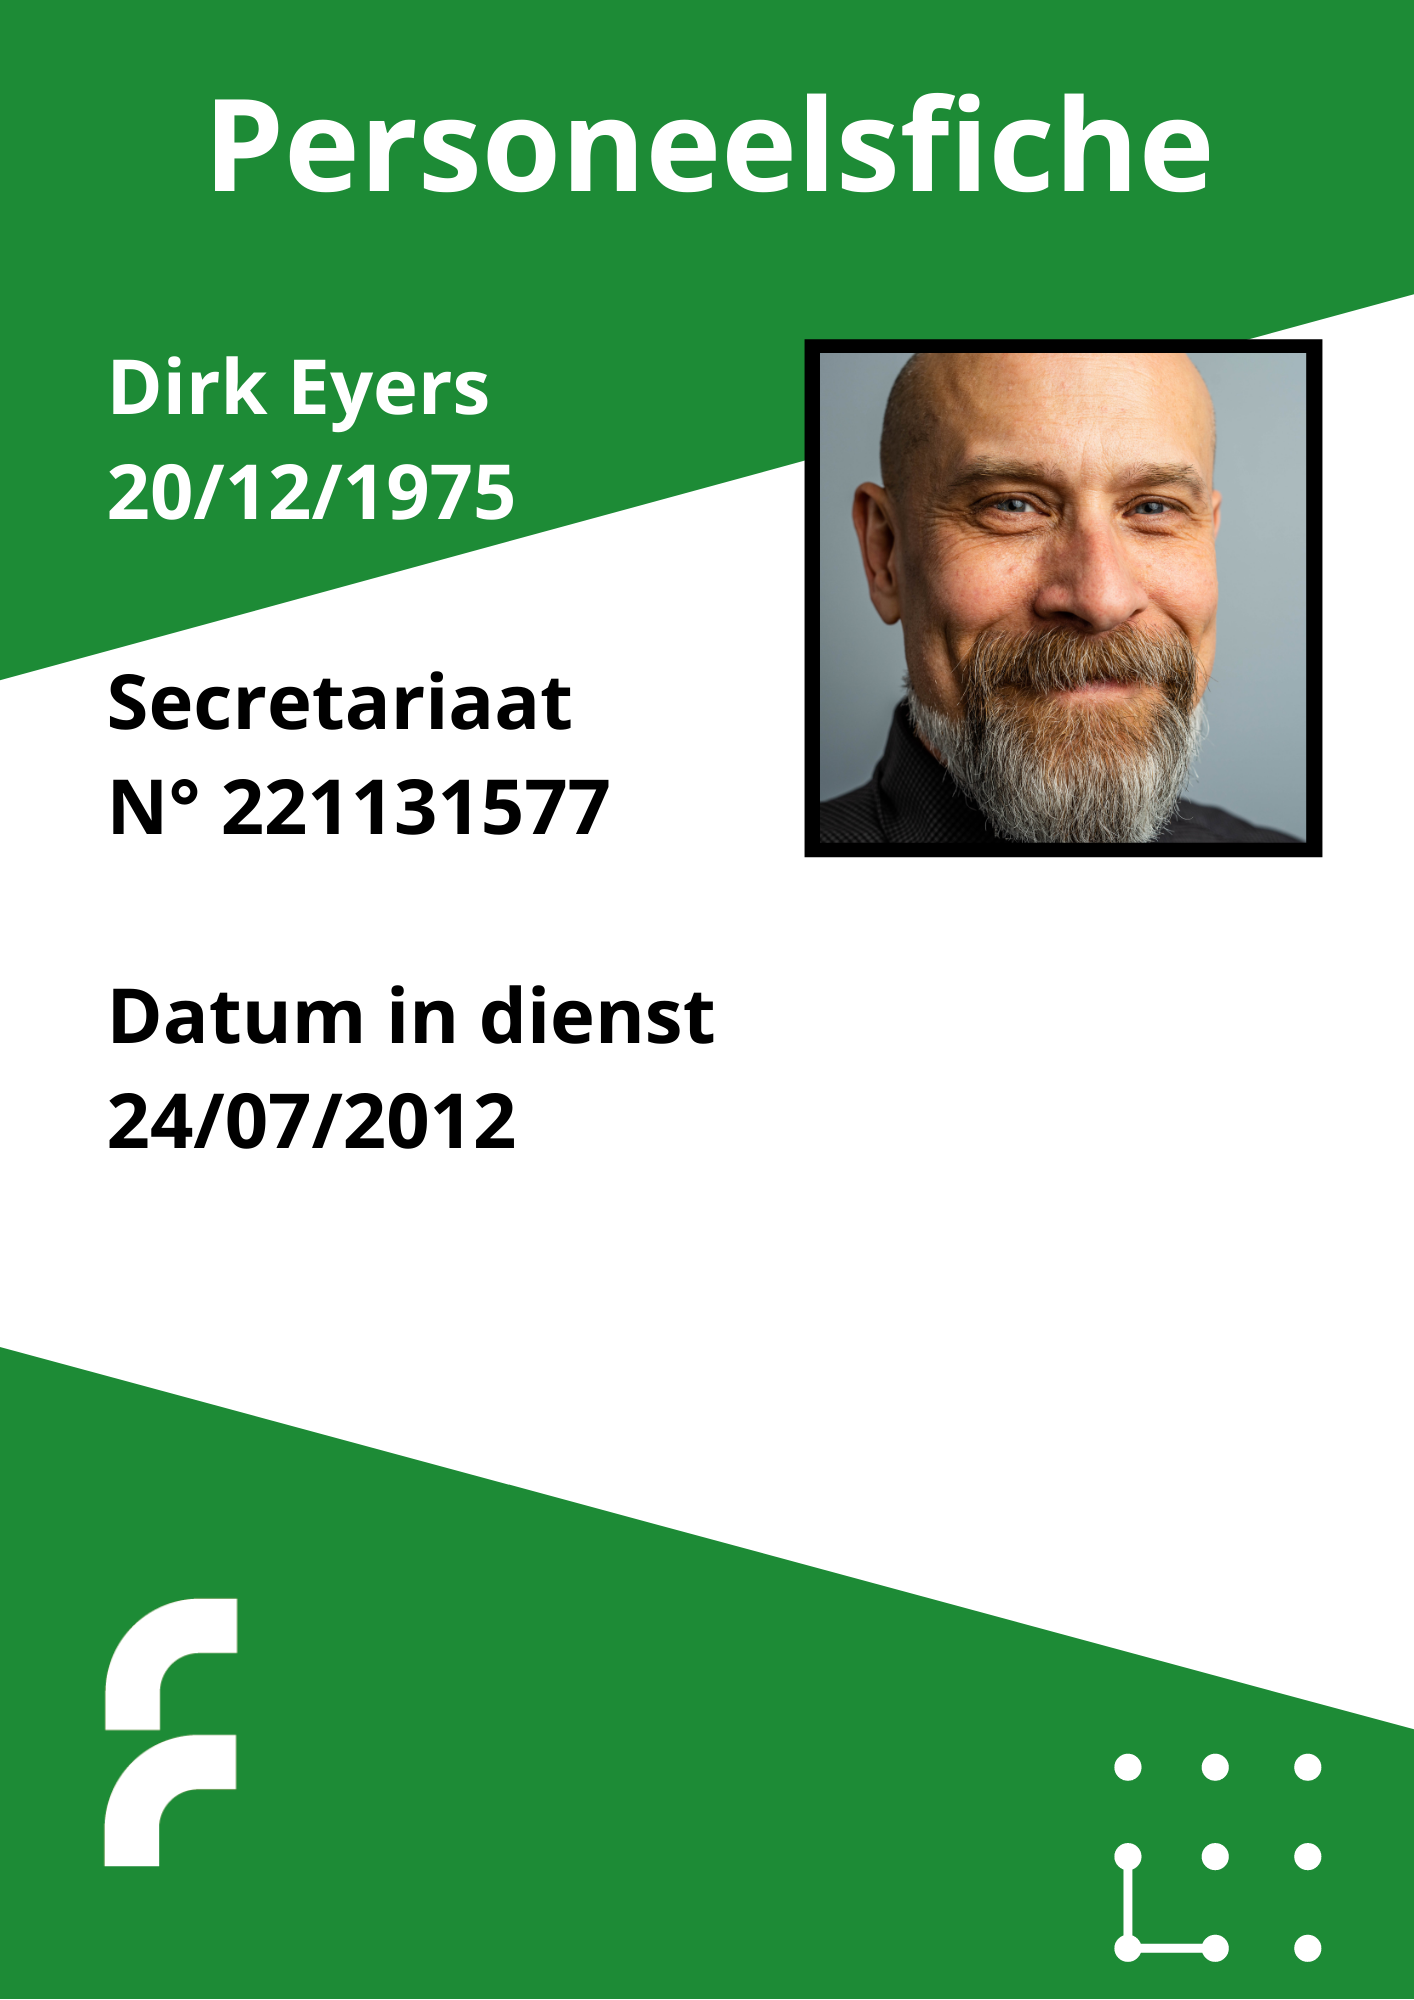 Personeelsfiche
Dirk Eyers
20/12/1975
Secretariaat
N° 221131577
Datum in dienst
24/07/2012